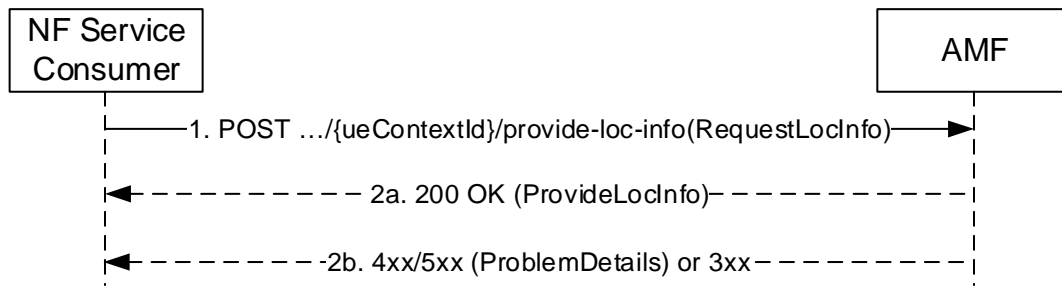 NF Service
Consumer
AMF
1. POST …/{ueContextId}/provide-loc-info(RequestLocInfo)
2a. 200 OK (ProvideLocInfo)
2b. 4xx/5xx (ProblemDetails) or 3xx